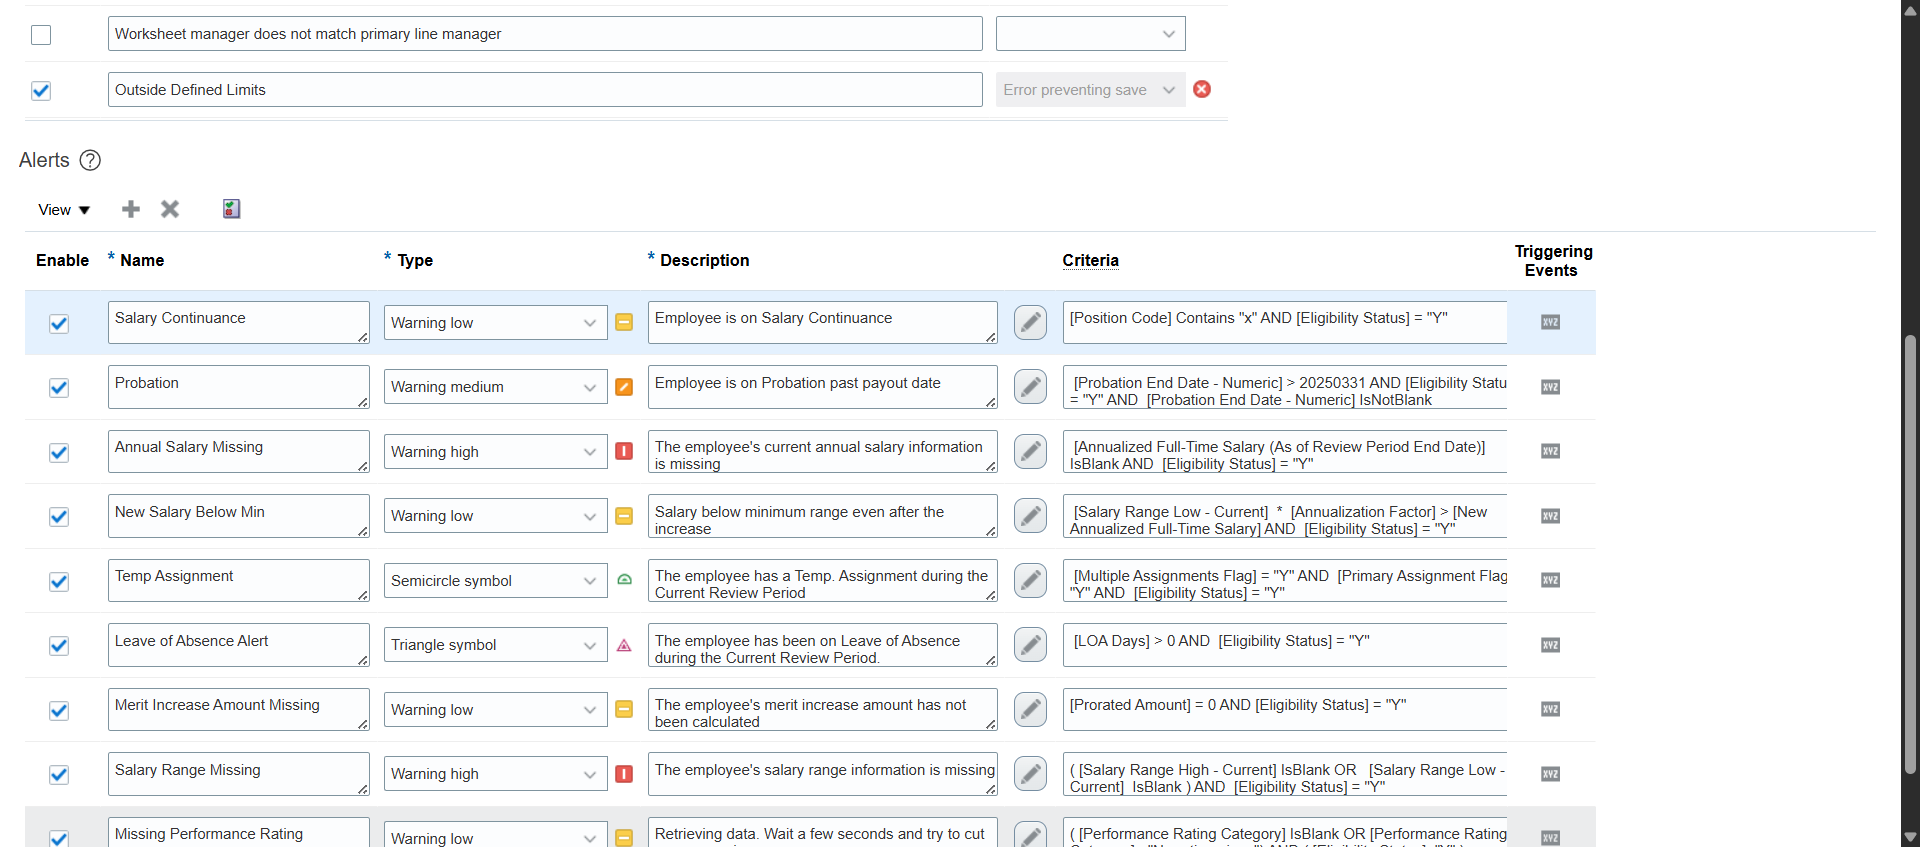 Worksheet manager does not match primary line manager
Outside Defined Limits Error preventing save
Alerts ?
View
Enable * Name * Type * Description Criteria Triggering Events
Salary Continuance
Warning low
Employee is on Salary Continuance
[Position Code] Contains "x" AND [Eligibility Status] = "Y"
XYZ
Probation
Warning medium
Employee is on Probation past payout date
[Probation End Date - Numeric] > 20250331 AND [Eligibility Statu
= "Y" AND [Probation End Date - Numeric] IsNotBlank
XYZ
Annual Salary Missing
Warning high
The employee's current annual salary information
is missing
[Annualized Full-Time Salary (As of Review Period End Date)]
IsBlank AND [Eligibility Status] = "Y"
XYZ
New Salary Below Min
Warning low
Salary below minimum range even after the
increase
[Salary Range Low - Current] * [Annualization Factor] > [New
Annualized Full-Time Salary] AND [Eligibility Status] = "Y"
XYZ
Temp Assignment
Semicircle symbol
The employee has a Temp. Assignment during the
Current Review Period
[Multiple Assignments Flag] = "Y" AND [Primary Assignment Flag
"Y" AND [Eligibility Status] = "Y"
XYZ
Leave of Absence Alert
Triangle symbol
The employee has been on Leave of Absence
during the Current Review Period.
[LOA Days] > 0 AND [Eligibility Status] = "Y"
XYZ
Merit Increase Amount Missing
Warning low
The employee's merit increase amount has not
been calculated
[Prorated Amount] = 0 AND [Eligibility Status] = "Y"
XYZ
Salary Range Missing
Warning high
The employee's salary range information is missing
( [Salary Range High - Current] IsBlank OR [Salary Range Low -
Current] IsBlank ) AND [Eligibility Status] = "Y"
XYZ
Missing Performance Rating
Warning low
Retrieving data. Wait a few seconds and try to cut
( [Performance Rating Category] IsBlank OR [Performance Rating
XYZ